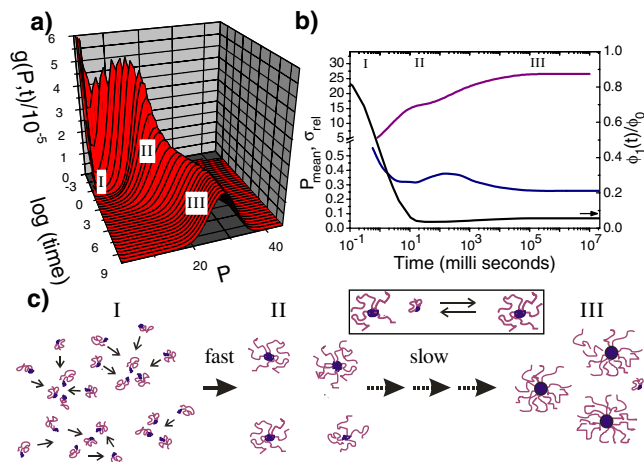 a)
g(P,t)/10⁻⁵
6
5
4
3
2
1
0
I
II
III
-3
0
3
6
9
log (time)
20
40
P
b)
I
II
III
P_mean, σ_rel
30
25
20
15
10
5
0.5
0.4
0.3
0.2
0.1
0.0
1.0
0.8
0.6
0.4
0.2
0.0
ϕ₁(t)/ϕ₀
10⁻¹ 10¹ 10³ 10⁵ 10⁷
Time (milli seconds)
c)
I
II
III
fast
slow